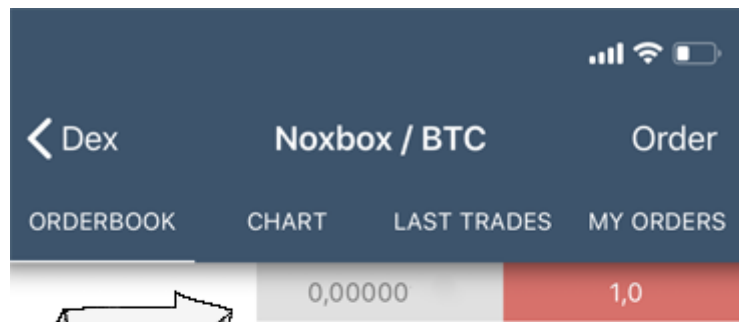 Dex Noxbox / BTC Order
ORDERBOOK CHART LAST TRADES MY ORDERS
0,00000 1,0